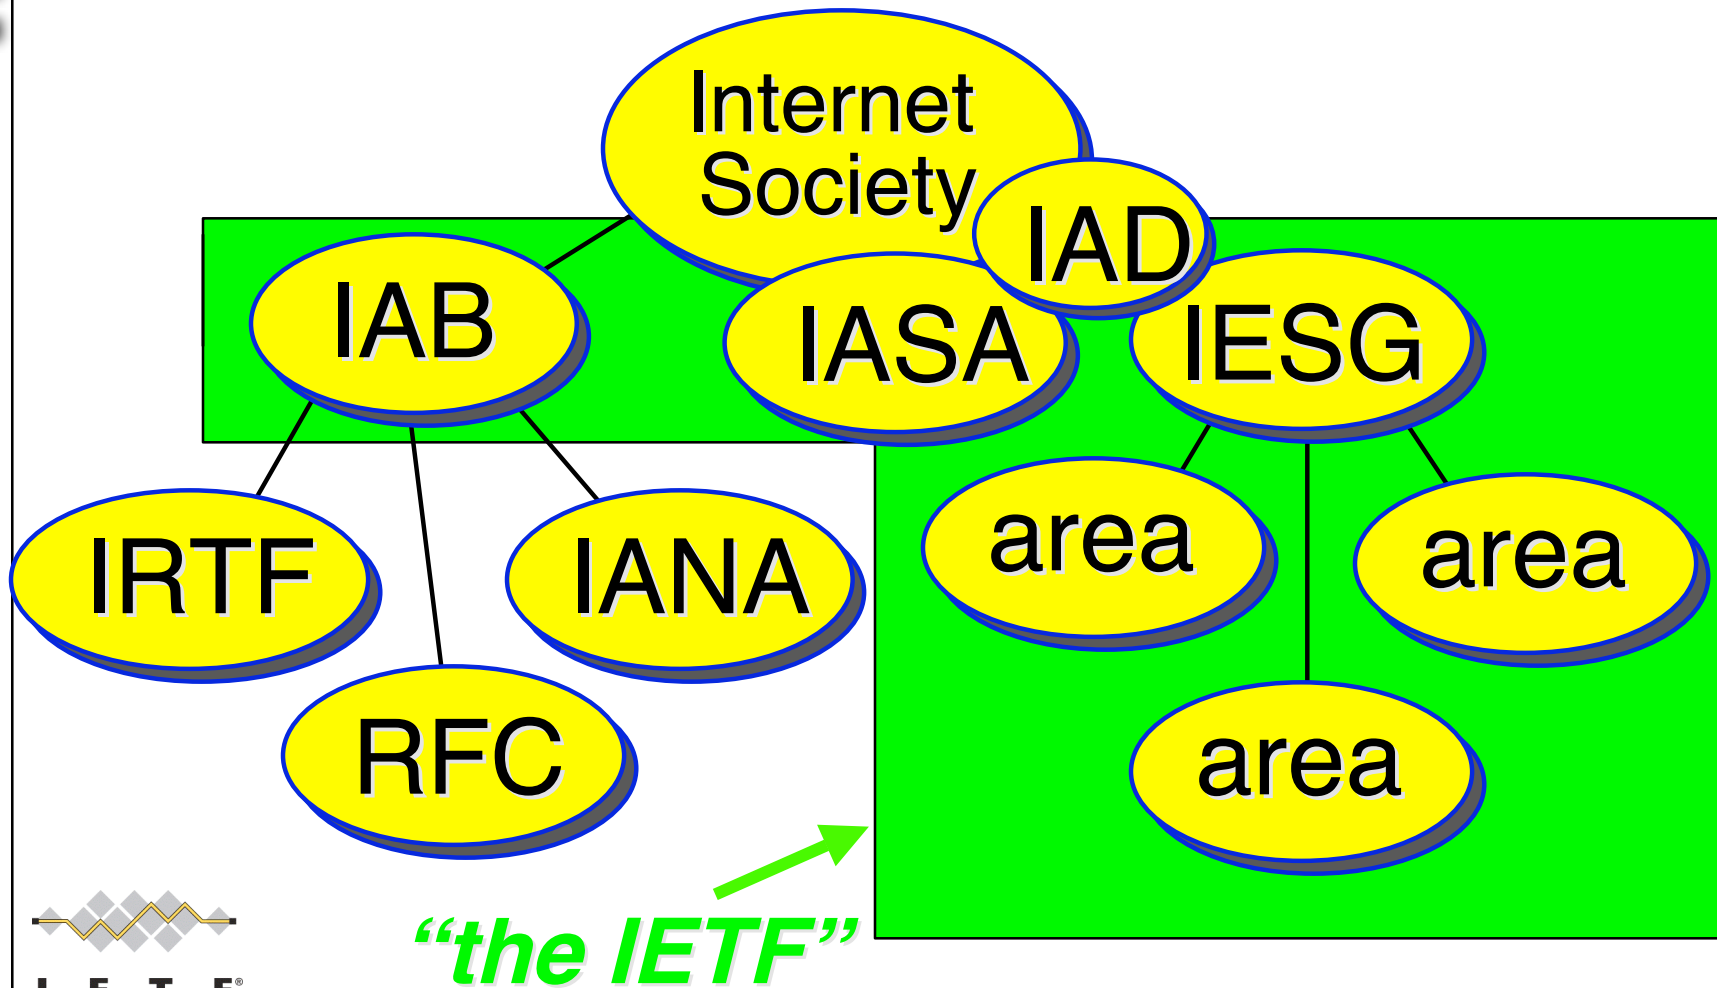 Internet
Society
IAD
IAB
IASA
IESG
IRTF
IANA
area
area
RFC
area
“the IETF”
I E T F®